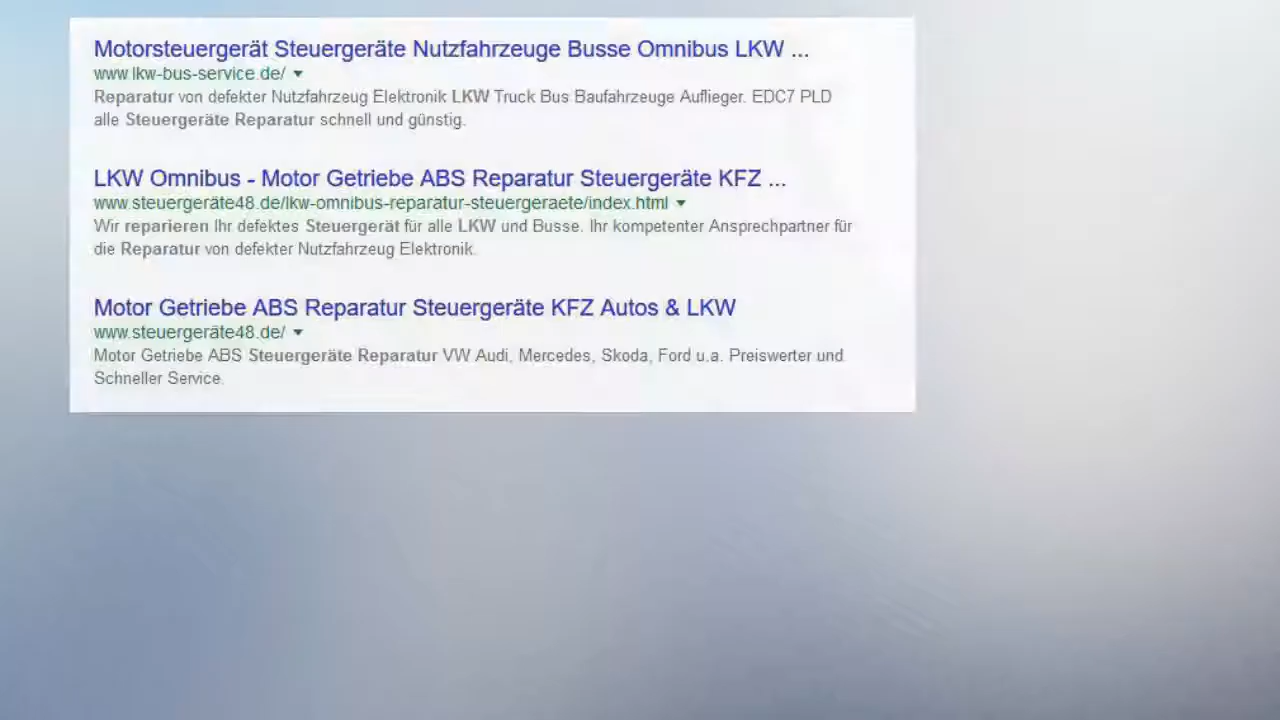 Motorsteuergerät Steuergeräte Nutzfahrzeuge Busse Omnibus LKW ...
www.lkw-bus-service.de/
Reparatur von defekter Nutzfahrzeug Elektronik LKW Truck Bus Baufahrzeuge Auflieger. EDC7 PLD
alle Steuergeräte Reparatur schnell und günstig.
LKW Omnibus - Motor Getriebe ABS Reparatur Steuergeräte KFZ ...
www.steuergeräte48.de/lkw-omnibus-reparatur-steuergeraete/index.html
Wir reparieren Ihr defektes Steuergerät für alle LKW und Busse. Ihr kompetenter Ansprechpartner für
die Reparatur von defekter Nutzfahrzeug Elektronik.
Motor Getriebe ABS Reparatur Steuergeräte KFZ Autos & LKW
www.steuergeräte48.de/
Motor Getriebe ABS Steuergeräte Reparatur VW Audi, Mercedes, Skoda, Ford u.a. Preiswerter und
Schneller Service.